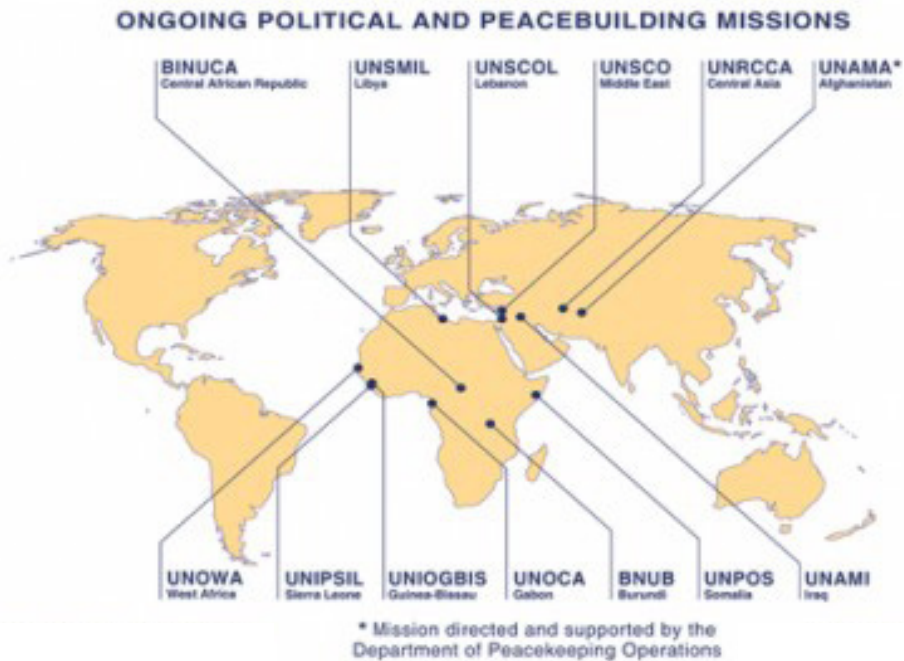 ONGOING POLITICAL AND PEACEBUILDING MISSIONS
BINUCA
Central African Republic
UNSMIL
Libya
UNSCOL
Lebanon
UNSCO
Middle East
UNRCCA
Central Asia
UNAMA*
Afghanistan
UNOWA
West Africa
UNIPSIL
Sierra Leone
UNIOGBIS
Guinea-Bissau
UNOCA
Gabon
BNUB
Burundi
UNPOS
Somalia
UNAMI
Iraq
* Mission directed and supported by the
Department of Peacekeeping Operations